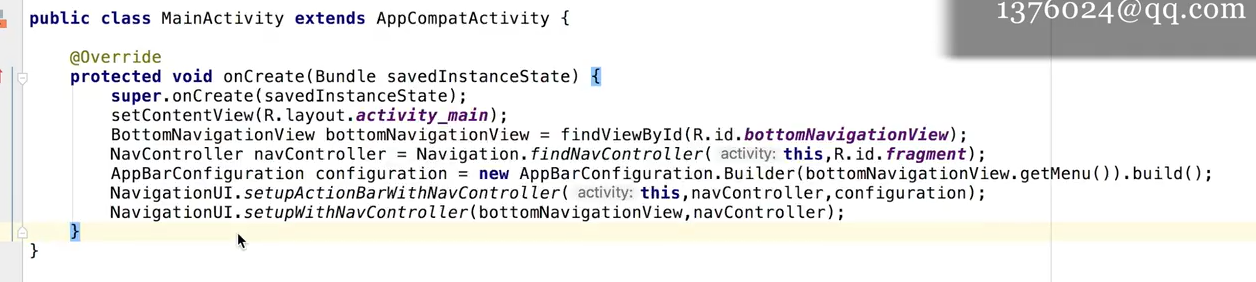 1376024@qq.com
public class MainActivity extends AppCompatActivity {
@Override
protected void onCreate(Bundle savedInstanceState) {
super.onCreate(savedInstanceState);
setContentView(R.layout.activity_main);
BottomNavigationView bottomNavigationView = findViewById(R.id.bottomNavigationView);
NavController navController = Navigation.findNavController( activity: this,R.id.fragment);
AppBarConfiguration configuration = new AppBarConfiguration.Builder(bottomNavigationView.getMenu()).build();
NavigationUI.setupActionBarWithNavController( activity: this,navController,configuration);
NavigationUI.setupWithNavController(bottomNavigationView,navController);
}
}